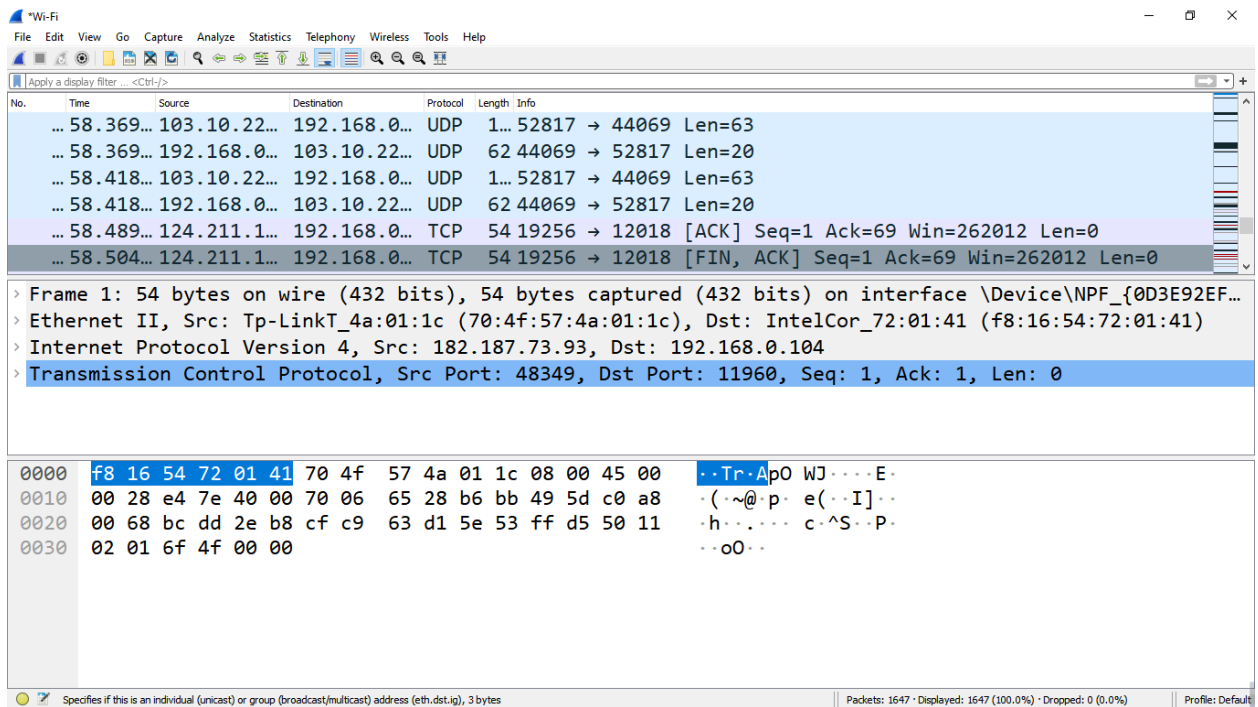 *Wi-Fi
File Edit View Go Capture Analyze Statistics Telephony Wireless Tools Help
Apply a display filter ... <Ctrl-/>
No. Time Source Destination Protocol Length Info
… 58.369… 103.10.22… 192.168.0… UDP 1… 52817 → 44069 Len=63
… 58.369… 192.168.0… 103.10.22… UDP 62 44069 → 52817 Len=20
… 58.418… 103.10.22… 192.168.0… UDP 1… 52817 → 44069 Len=63
… 58.418… 192.168.0… 103.10.22… UDP 62 44069 → 52817 Len=20
… 58.489… 124.211.1… 192.168.0… TCP 54 19256 → 12018 [ACK] Seq=1 Ack=69 Win=262012 Len=0
… 58.504… 124.211.1… 192.168.0… TCP 54 19256 → 12018 [FIN, ACK] Seq=1 Ack=69 Win=262012 Len=0
Frame 1: 54 bytes on wire (432 bits), 54 bytes captured (432 bits) on interface \Device\NPF_{0D3E92EF…
Ethernet II, Src: Tp-LinkT_4a:01:1c (70:4f:57:4a:01:1c), Dst: IntelCor_72:01:41 (f8:16:54:72:01:41)
Internet Protocol Version 4, Src: 182.187.73.93, Dst: 192.168.0.104
Transmission Control Protocol, Src Port: 48349, Dst Port: 11960, Seq: 1, Ack: 1, Len: 0
0000 f8 16 54 72 01 41 70 4f 57 4a 01 1c 08 00 45 00 ··Tr·ApO WJ····E·
0010 00 28 e4 7e 40 00 70 06 65 28 b6 bb 49 5d c0 a8 ·(·~@·p· e(··I]··
0020 00 68 bc dd 2e b8 cf c9 63 d1 5e 53 ff d5 50 11 ·h··.··· c·^S··P·
0030 02 01 6f 4f 00 00 ··oO··
Specifies if this is an individual (unicast) or group (broadcast/multicast) address (eth.dst.ig), 3 bytes
Packets: 1647 · Displayed: 1647 (100.0%) · Dropped: 0 (0.0%)
Profile: Default